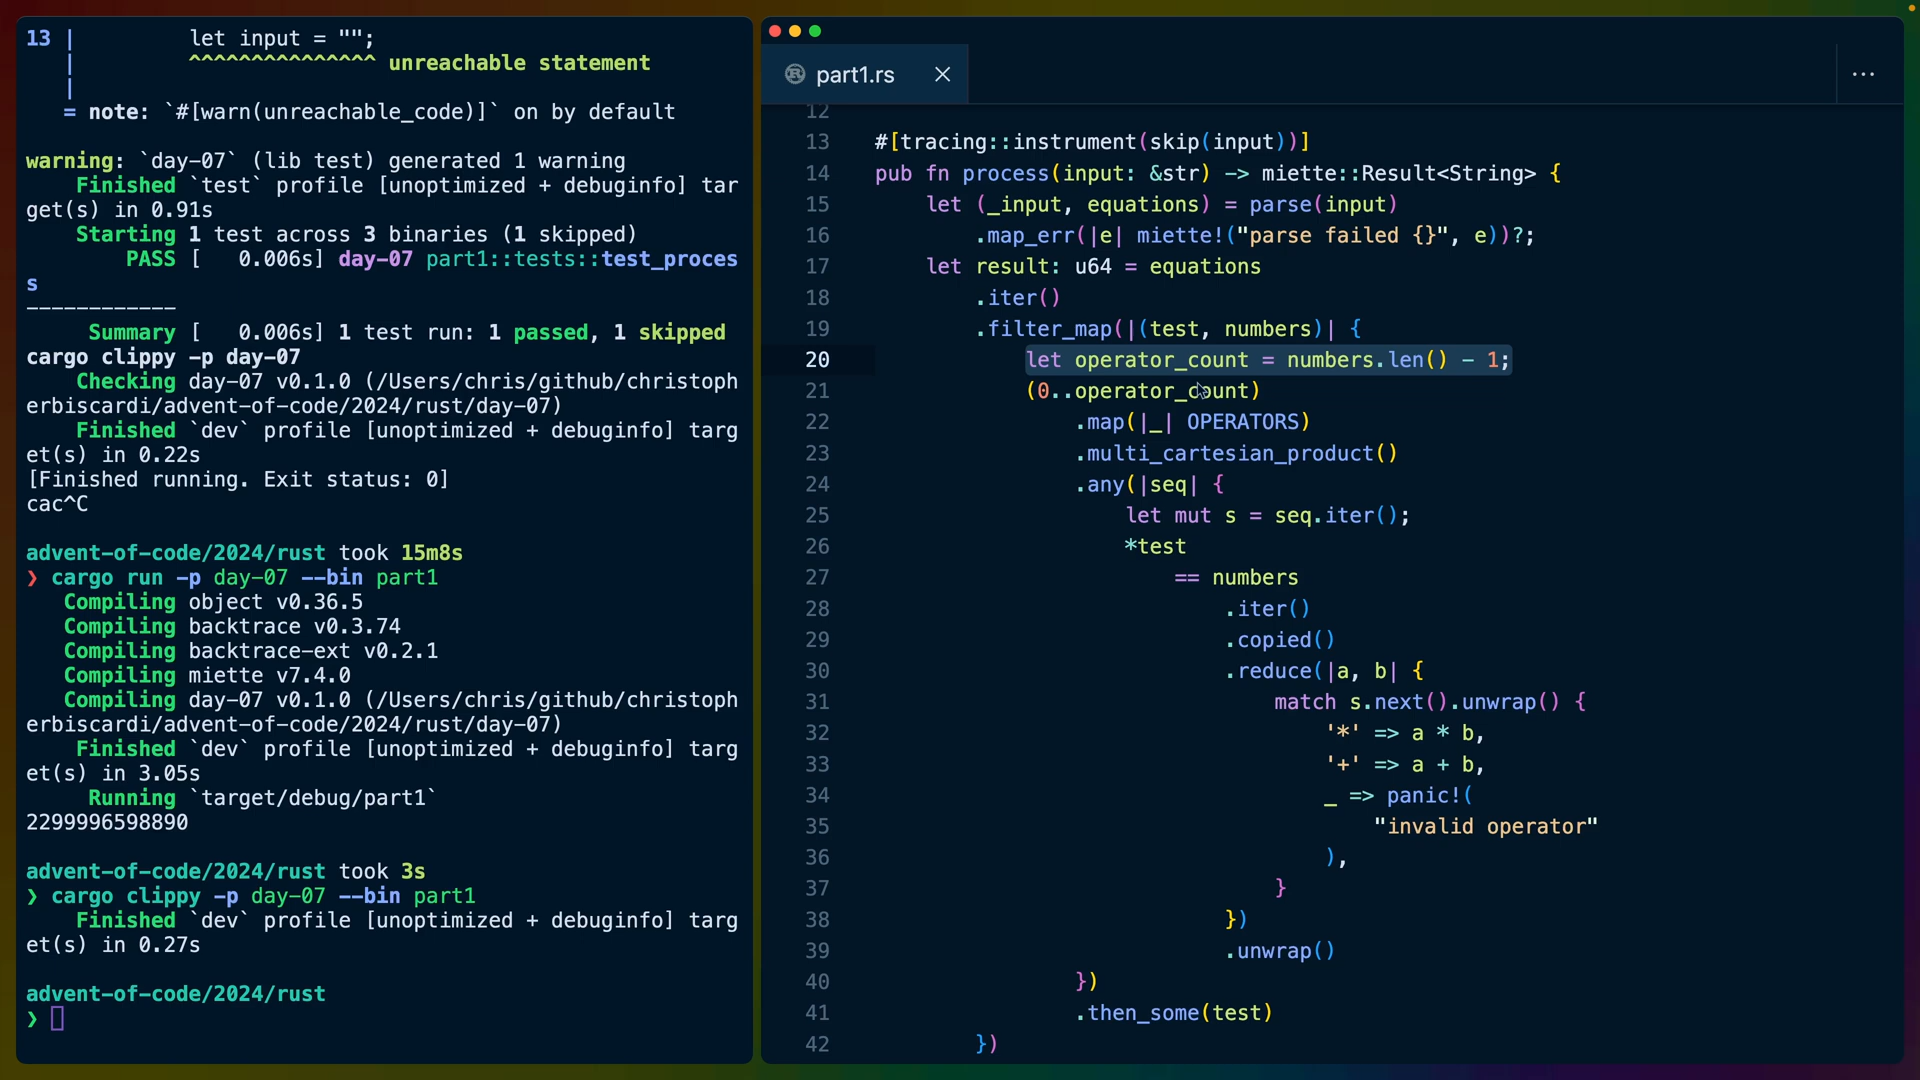 13 |         let input = "";
   |         ^^^^^^^^^^^^^^^ unreachable statement
   |
   = note: `#[warn(unreachable_code)]` on by default
warning: `day-07` (lib test) generated 1 warning
    Finished `test` profile [unoptimized + debuginfo] tar
get(s) in 0.91s
    Starting 1 test across 3 binaries (1 skipped)
        PASS [   0.006s] day-07 part1::tests::test_proces
s
------------
     Summary [   0.006s] 1 test run: 1 passed, 1 skipped
cargo clippy -p day-07
    Checking day-07 v0.1.0 (/Users/chris/github/christoph
erbiscardi/advent-of-code/2024/rust/day-07)
    Finished `dev` profile [unoptimized + debuginfo] targ
et(s) in 0.22s
[Finished running. Exit status: 0]
cac^C
advent-of-code/2024/rust took 15m8s
❯ cargo run -p day-07 --bin part1
   Compiling object v0.36.5
   Compiling backtrace v0.3.74
   Compiling backtrace-ext v0.2.1
   Compiling miette v7.4.0
   Compiling day-07 v0.1.0 (/Users/chris/github/christoph
erbiscardi/advent-of-code/2024/rust/day-07)
    Finished `dev` profile [unoptimized + debuginfo] targ
et(s) in 3.05s
     Running `target/debug/part1`
2299996598890
advent-of-code/2024/rust took 3s
❯ cargo clippy -p day-07 --bin part1
    Finished `dev` profile [unoptimized + debuginfo] targ
et(s) in 0.27s
advent-of-code/2024/rust
❯
part1.rs ×
...
12
13 #[tracing::instrument(skip(input))]
14 pub fn process(input: &str) -> miette::Result<String> {
15     let (_input, equations) = parse(input)
16         .map_err(|e| miette!("parse failed {}", e))?;
17     let result: u64 = equations
18         .iter()
19         .filter_map(|(test, numbers)| {
20             let operator_count = numbers.len() - 1;
21             (0..operator_count)
22                 .map(|_| OPERATORS)
23                 .multi_cartesian_product()
24                 .any(|seq| {
25                     let mut s = seq.iter();
26                     *test
27                         == numbers
28                             .iter()
29                             .copied()
30                             .reduce(|a, b| {
31                                 match s.next().unwrap() {
32                                     '*' => a * b,
33                                     '+' => a + b,
34                                     _ => panic!(
35                                         "invalid operator"
36                                     ),
37                                 }
38                             })
39                             .unwrap()
40                 })
41                 .then_some(test)
42         })